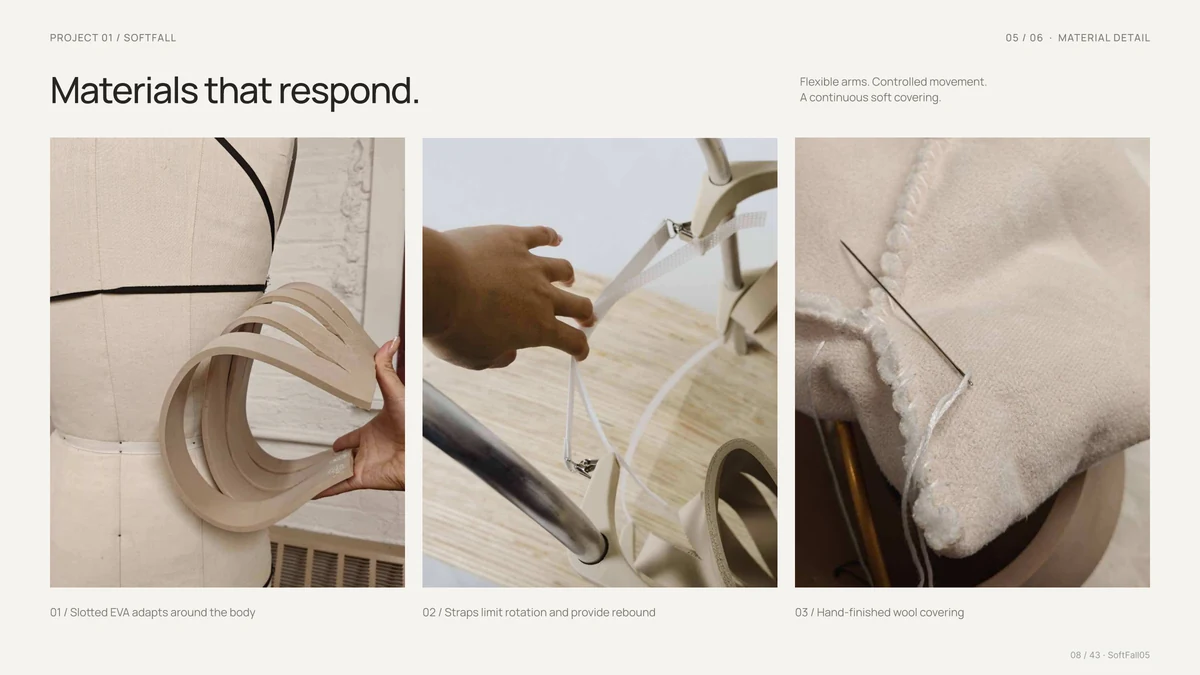 PROJECT 01 / SOFTFALL
05 / 06 · MATERIAL DETAIL
Materials that respond.
Flexible arms. Controlled movement.
A continuous soft covering.
01 / Slotted EVA adapts around the body
02 / Straps limit rotation and provide rebound
03 / Hand-finished wool covering
08 / 43 · SoftFall05